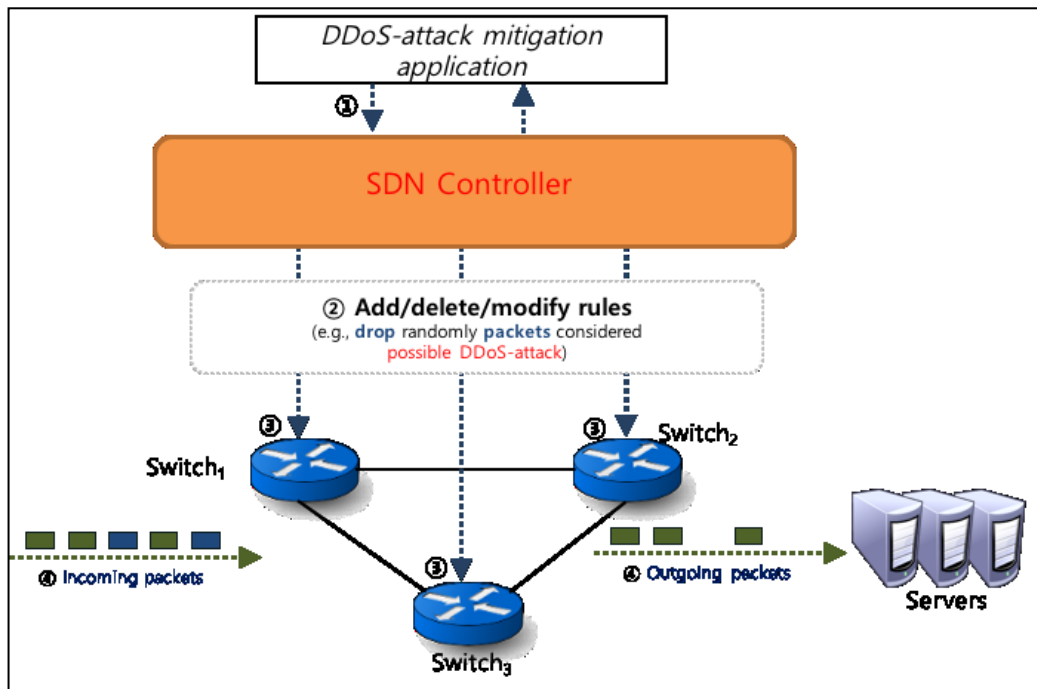 DDoS-attack mitigation
application
①
SDN Controller
② Add/delete/modify rules
(e.g., drop randomly packets considered
possible DDoS-attack)
③
③
Switch₂
Switch₁
④ Incoming packets
③
④ Outgoing packets
Servers
Switch₃